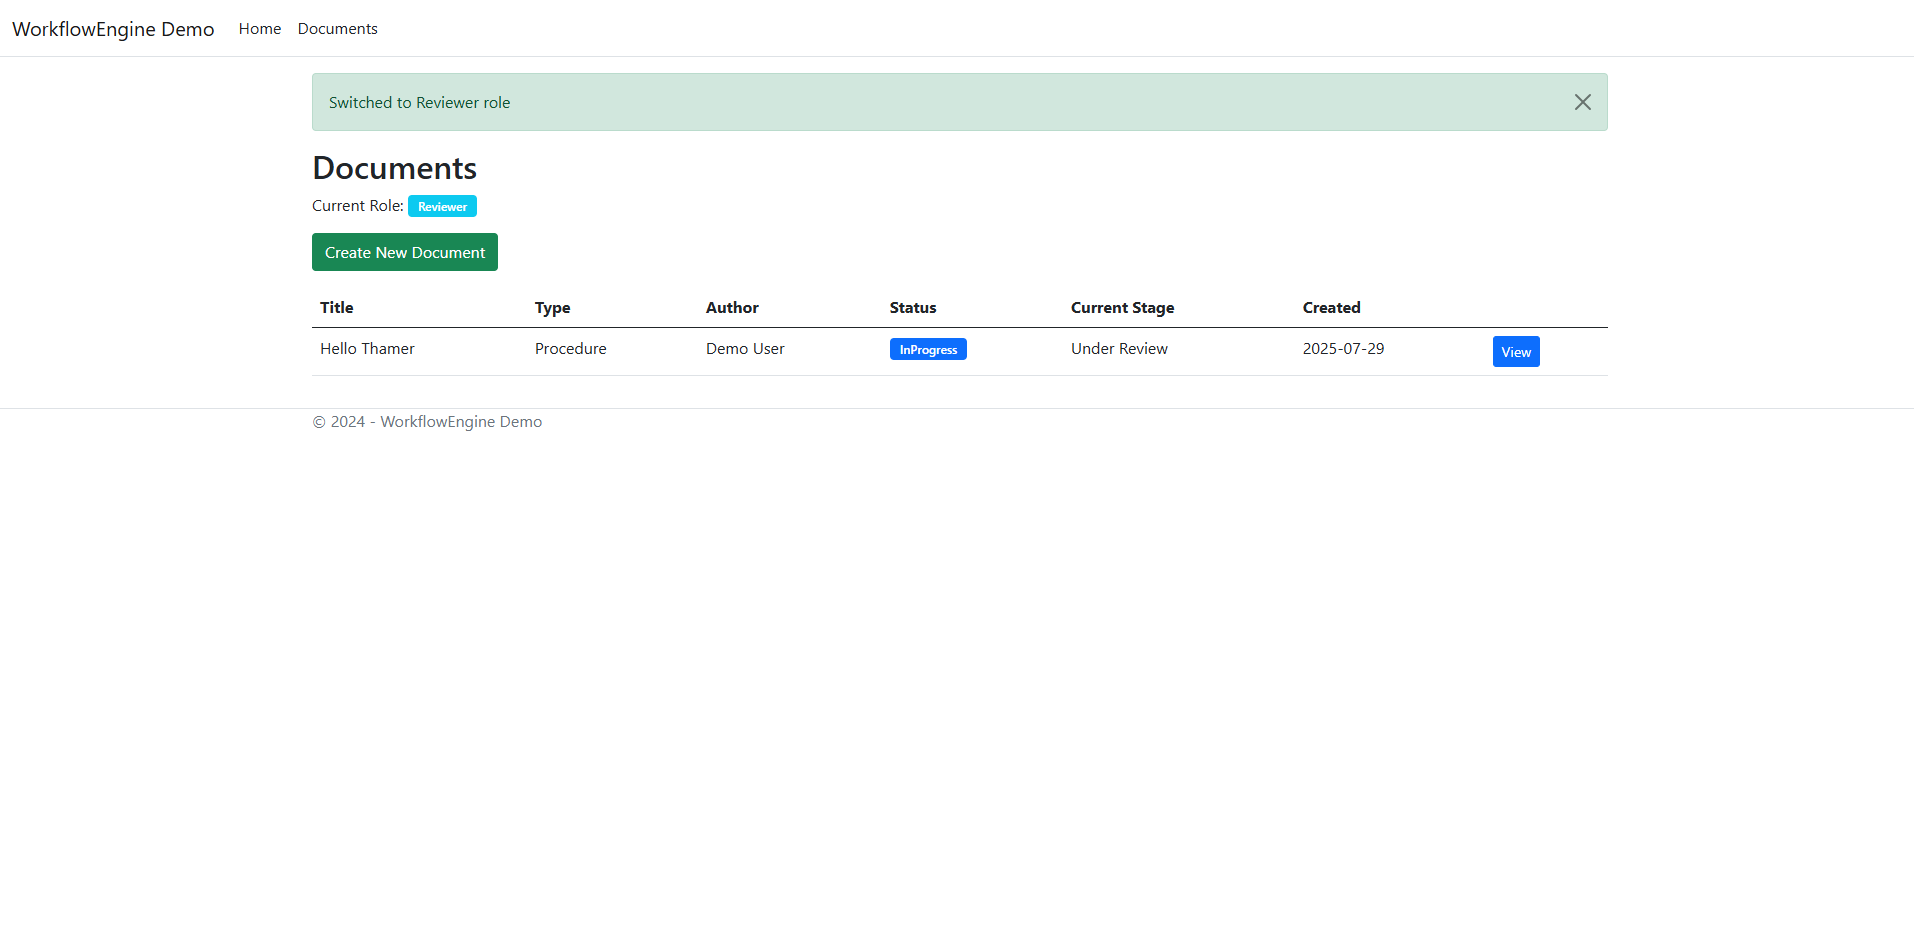 WorkflowEngine Demo Home Documents
Switched to Reviewer role
Documents
Current Role: Reviewer
Create New Document
Title Type Author Status Current Stage Created
Hello Thamer Procedure Demo User InProgress Under Review 2025-07-29 View
© 2024 - WorkflowEngine Demo